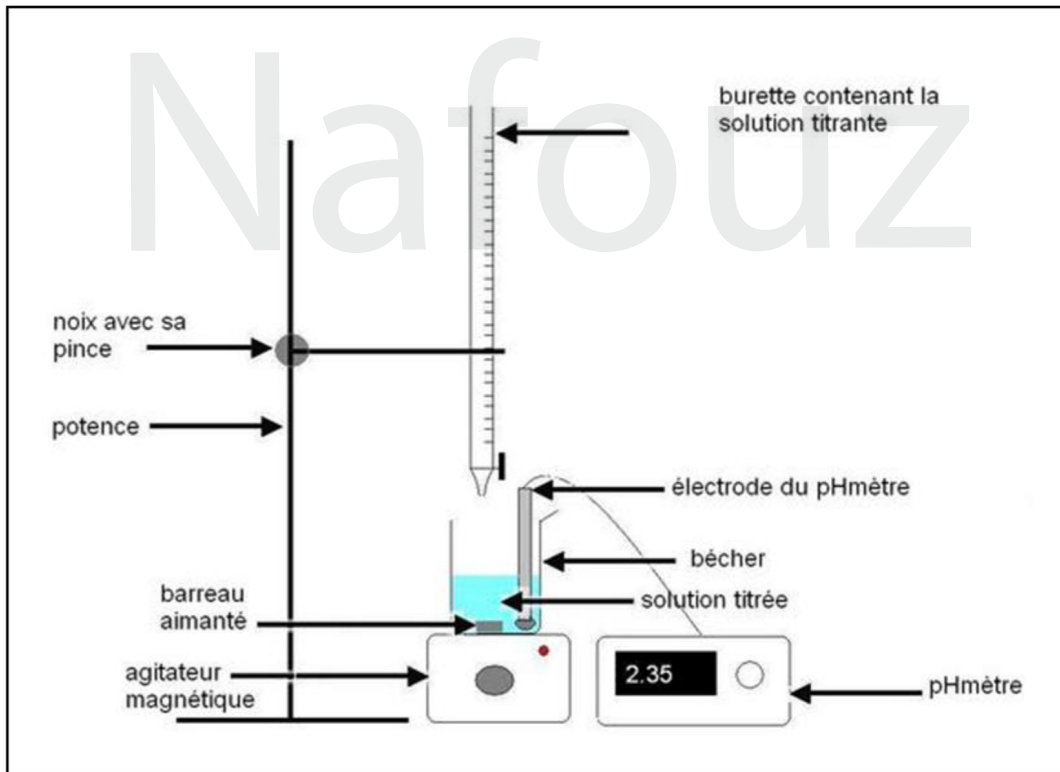 Nafouz
burette contenant la
solution titrante
noix avec sa
pince
potence
électrode du pHmètre
bécher
barreau
aimanté
solution titrée
agitateur
magnétique
2.35
pHmètre